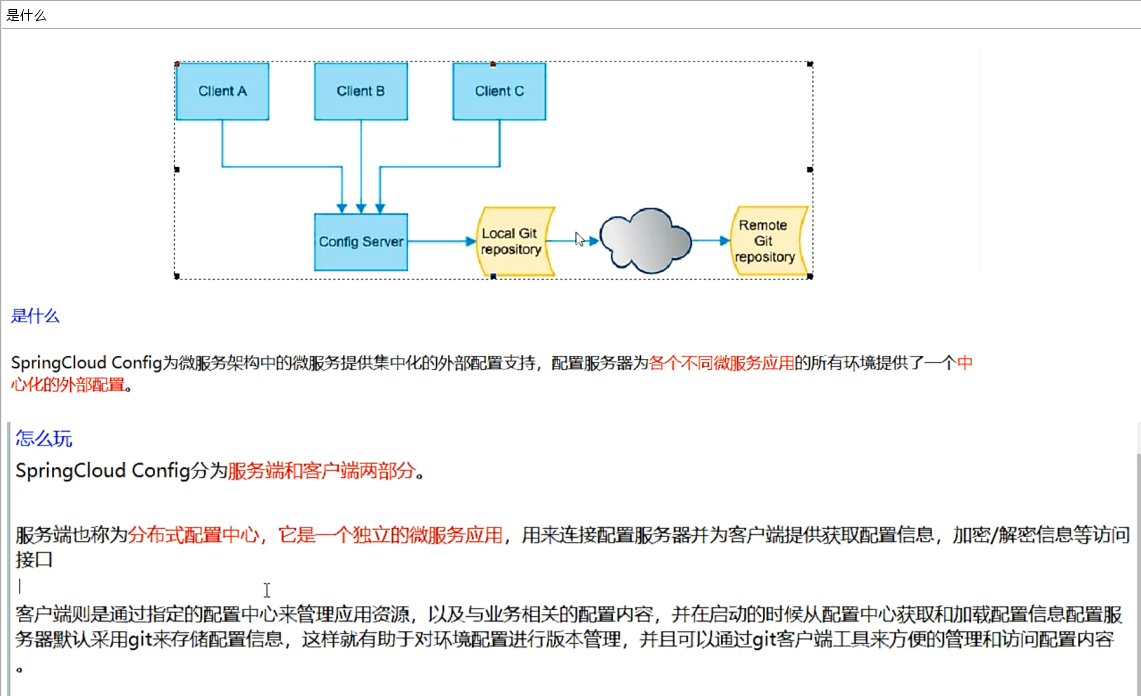 是什么
Client A
Client B
Client C
Config Server
Local Git
repository
Remote
Git
repository
是什么
SpringCloud Config为微服务架构中的微服务提供集中化的外部配置支持，配置服务器为各个不同微服务应用的所有环境提供了一个中
心化的外部配置。
怎么玩
SpringCloud Config分为服务端和客户端两部分。
服务端也称为分布式配置中心，它是一个独立的微服务应用，用来连接配置服务器并为客户端提供获取配置信息，加密/解密信息等访问
接口
客户端则是通过指定的配置中心来管理应用资源，以及与业务相关的配置内容，并在启动的时候从配置中心获取和加载配置信息配置服
务器默认采用git来存储配置信息，这样就有助于对环境配置进行版本管理，并且可以通过git客户端工具来方便的管理和访问配置内容
。